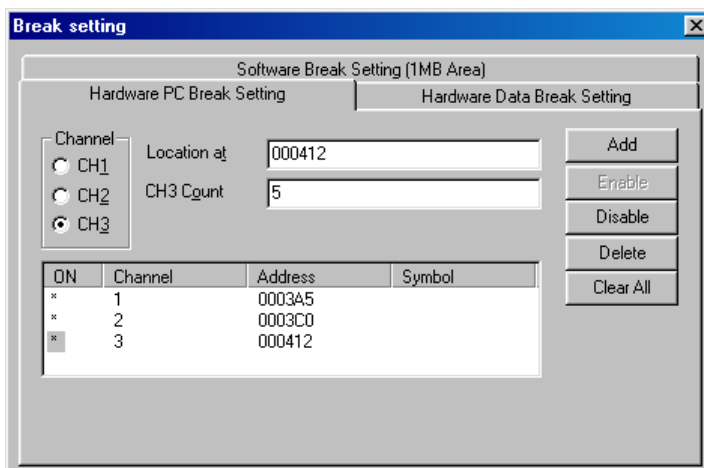 Break setting
Software Break Setting (1MB Area)
Hardware PC Break Setting
Hardware Data Break Setting
Channel
CH1
CH2
CH3
Location at
000412
CH3 Count
5
Add
Enable
Disable
Delete
Clear All
ON Channel Address Symbol
* 1 0003A5
* 2 0003C0
* 3 000412